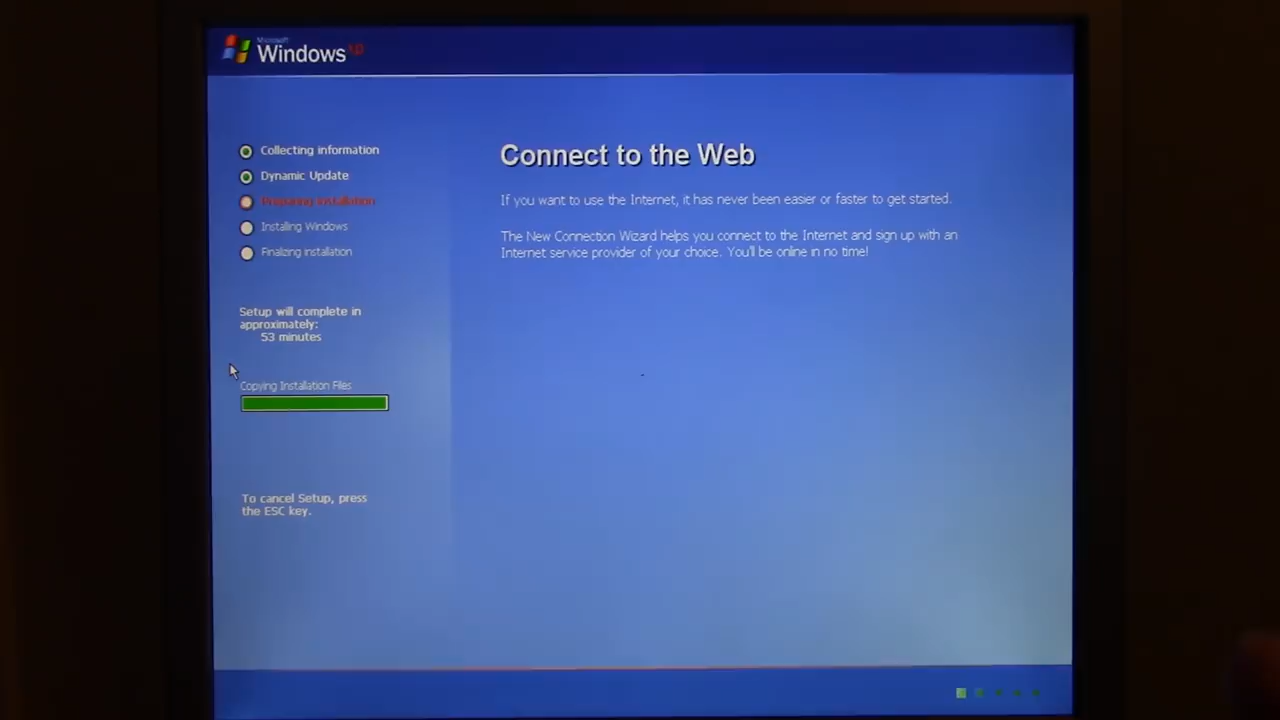 Microsoft
Windows XP
Collecting information
Dynamic Update
Preparing installation
Installing Windows
Finalizing installation
Setup will complete in
approximately:
53 minutes
Copying Installation Files
To cancel Setup, press
the ESC key.
Connect to the Web
If you want to use the Internet, it has never been easier or faster to get started.
The New Connection Wizard helps you connect to the Internet and sign up with an
Internet service provider of your choice. You'll be online in no time!